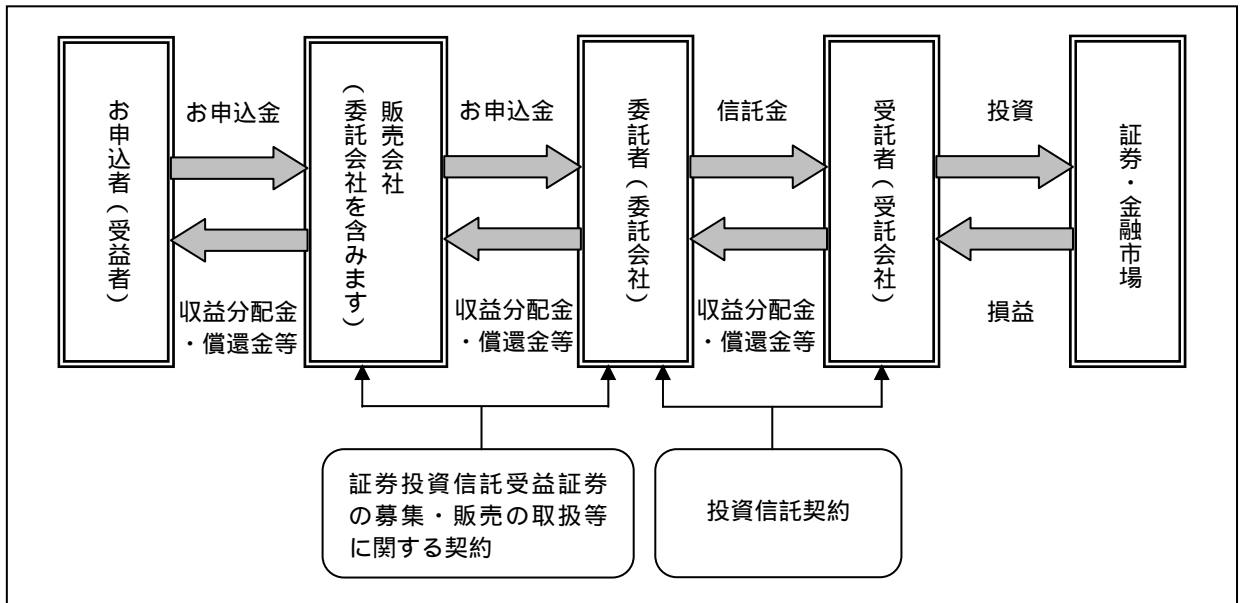 お申込者（受益者）
お申込金
収益分配金
・償還金等
販売会社
（委託会社を含みます）
お申込金
収益分配金
・償還金等
委託者（委託会社）
信託金
収益分配金
・償還金等
受託者（受託会社）
投資
損益
証券・金融市場
証券投資信託受益証券
の募集・販売の取扱等
に関する契約
投資信託契約